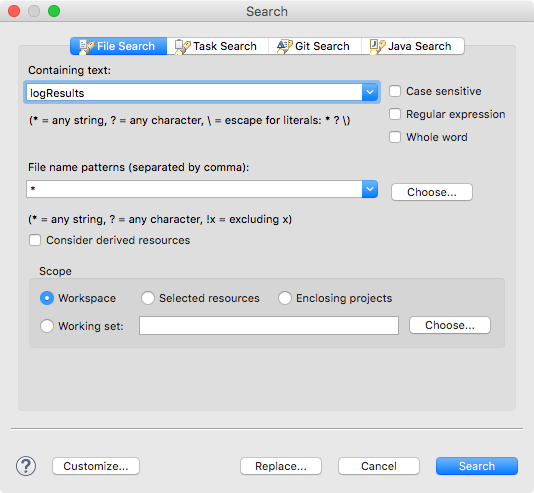 Search
File Search Task Search Git Search Java Search
Containing text:
logResults
Case sensitive
(* = any string, ? = any character, \ = escape for literals: * ? \)
Regular expression
Whole word
File name patterns (separated by comma):
*
Choose...
(* = any string, ? = any character, !x = excluding x)
Consider derived resources
Scope
Workspace Selected resources Enclosing projects
Working set: Choose...
? Customize... Replace... Cancel Search